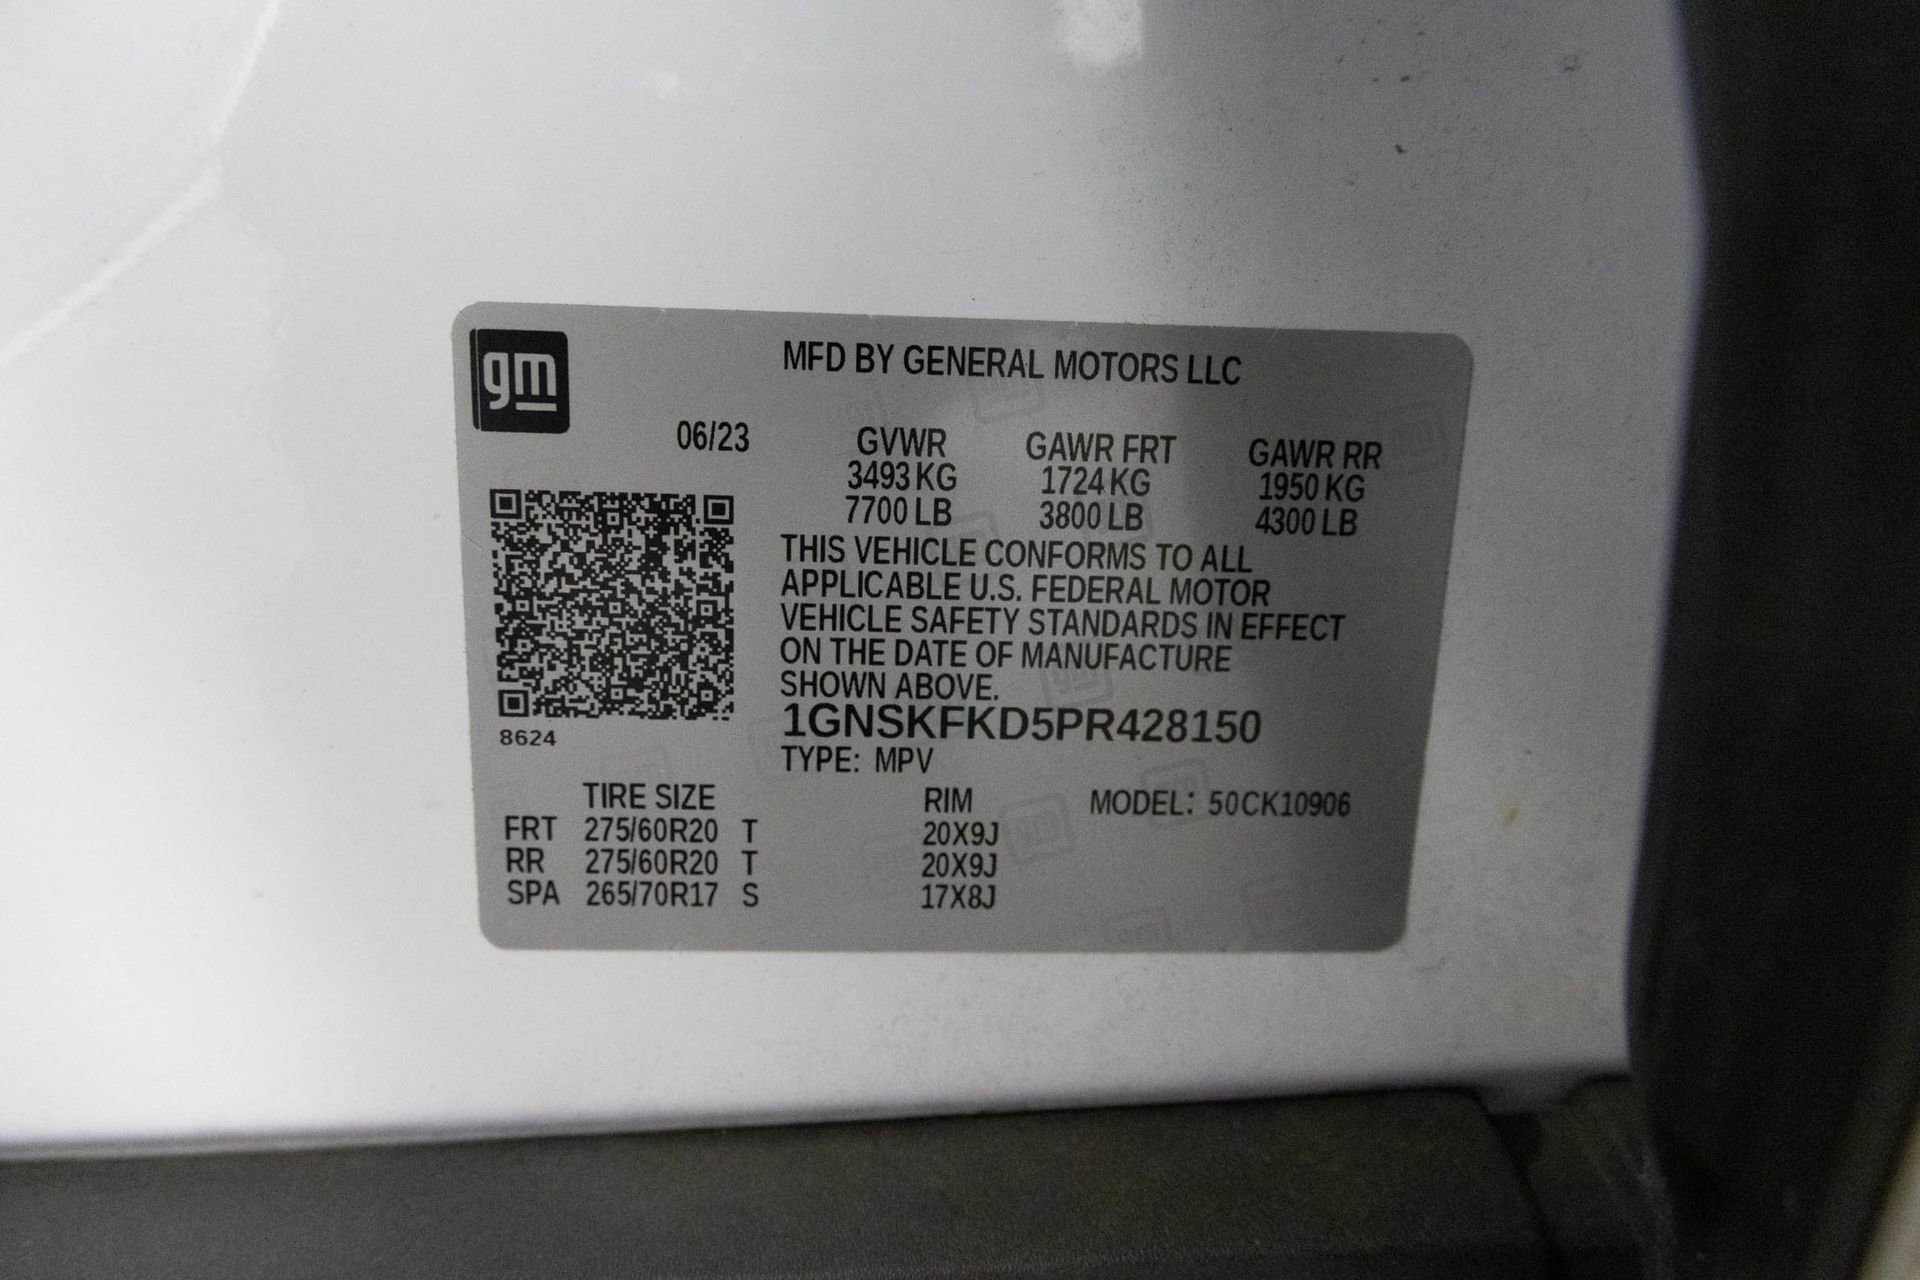 gm
MFD BY GENERAL MOTORS LLC
06/23 GVWR GAWR FRT GAWR RR
3493 KG 1724 KG 1950 KG
7700 LB 3800 LB 4300 LB
THIS VEHICLE CONFORMS TO ALL
APPLICABLE U.S. FEDERAL MOTOR
VEHICLE SAFETY STANDARDS IN EFFECT
ON THE DATE OF MANUFACTURE
SHOWN ABOVE.
1GNSKFKD5PR428150
8624
TYPE: MPV
TIRE SIZE RIM MODEL: 50CK10906
FRT 275/60R20 T 20X9J
RR 275/60R20 T 20X9J
SPA 265/70R17 S 17X8J